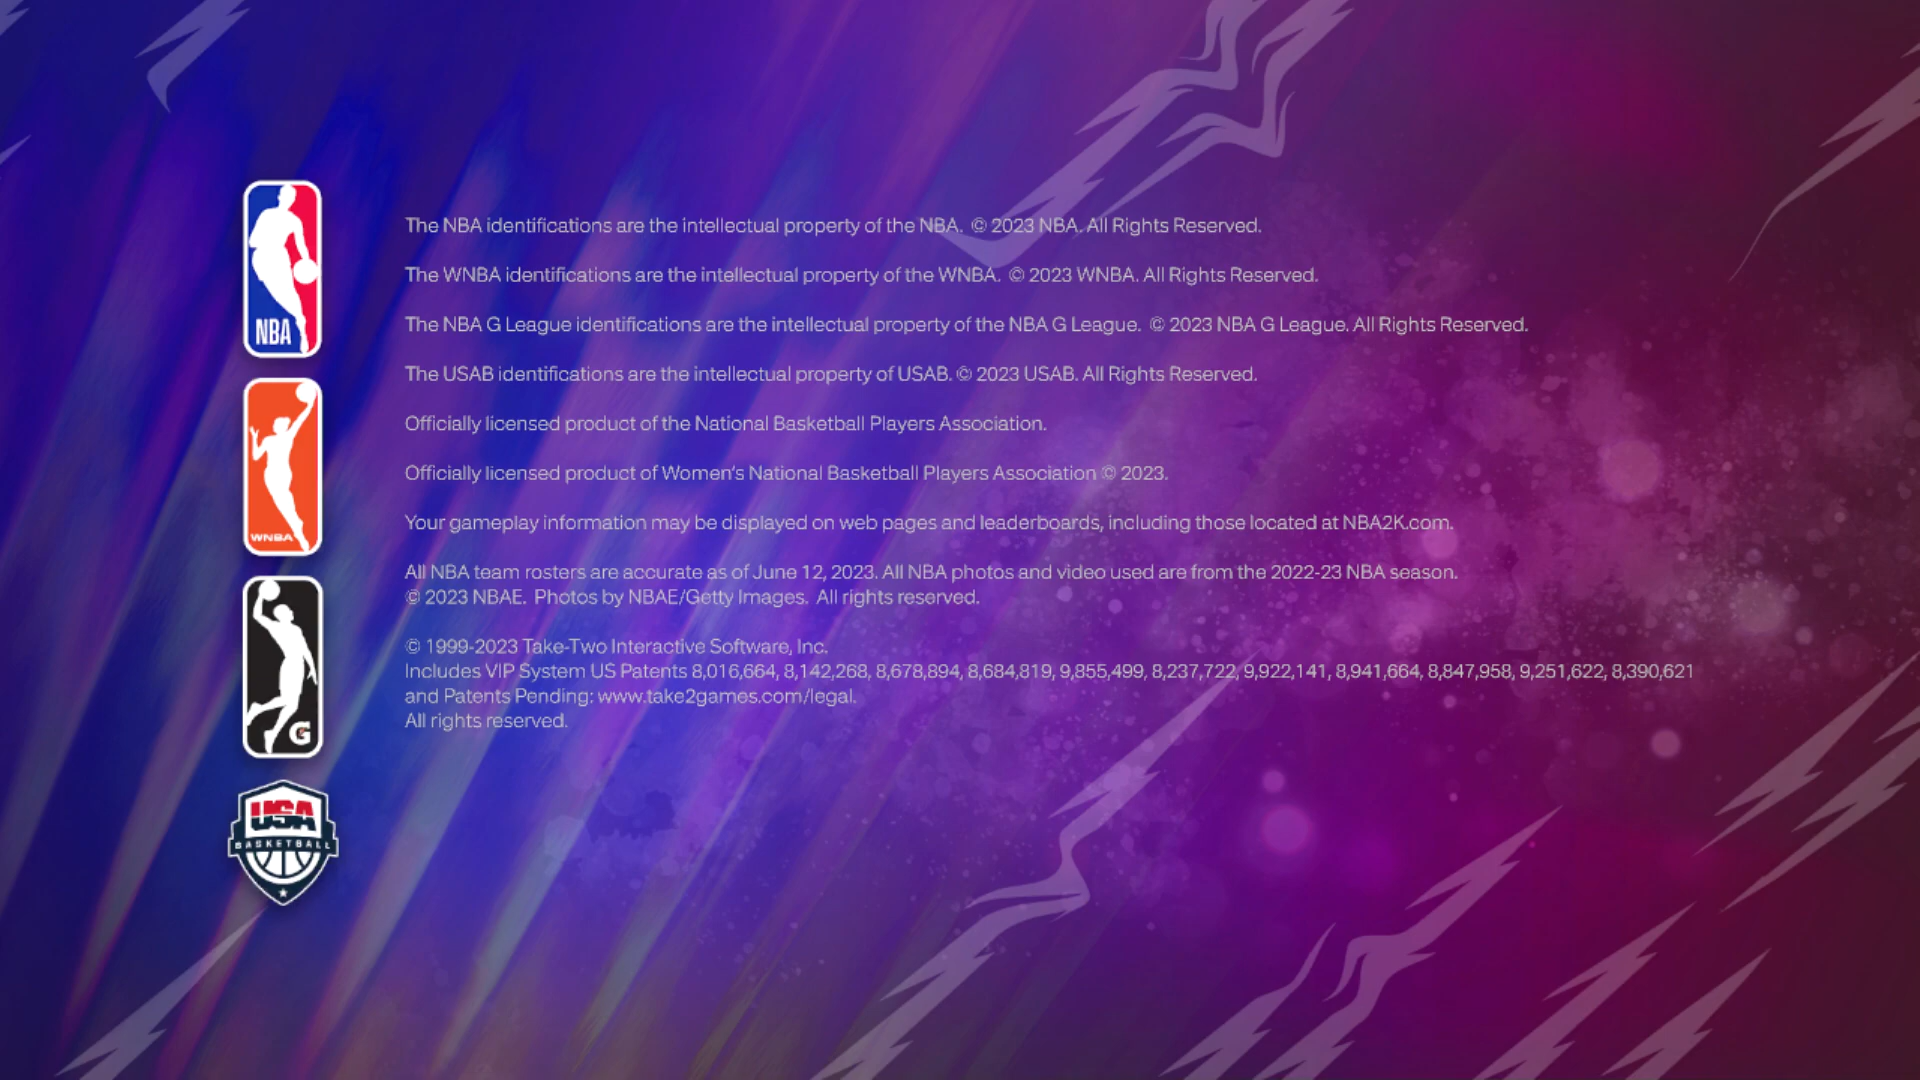 The NBA identifications are the intellectual property of the NBA. © 2023 NBA. All Rights Reserved.
NBA
The WNBA identifications are the intellectual property of the WNBA. © 2023 WNBA. All Rights Reserved.
The NBA G League identifications are the intellectual property of the NBA G League. © 2023 NBA G League. All Rights Reserved.
The USAB identifications are the intellectual property of USAB. © 2023 USAB. All Rights Reserved.
Officially licensed product of the National Basketball Players Association.
WNBA
Officially licensed product of Women's National Basketball Players Association © 2023.
Your gameplay information may be displayed on web pages and leaderboards, including those located at NBA2K.com.
All NBA team rosters are accurate as of June 12, 2023. All NBA photos and video used are from the 2022-23 NBA season.
© 2023 NBAE. Photos by NBAE/Getty Images. All rights reserved.
© 1999-2023 Take-Two Interactive Software, Inc.
Includes VIP System US Patents 8,016,664, 8,142,268, 8,678,894, 8,684,819, 9,855,499, 8,237,722, 9,922,141, 8,941,664, 8,847,958, 9,251,622, 8,390,621
and Patents Pending: www.take2games.com/legal.
All rights reserved.
G
USA
BASKETBALL